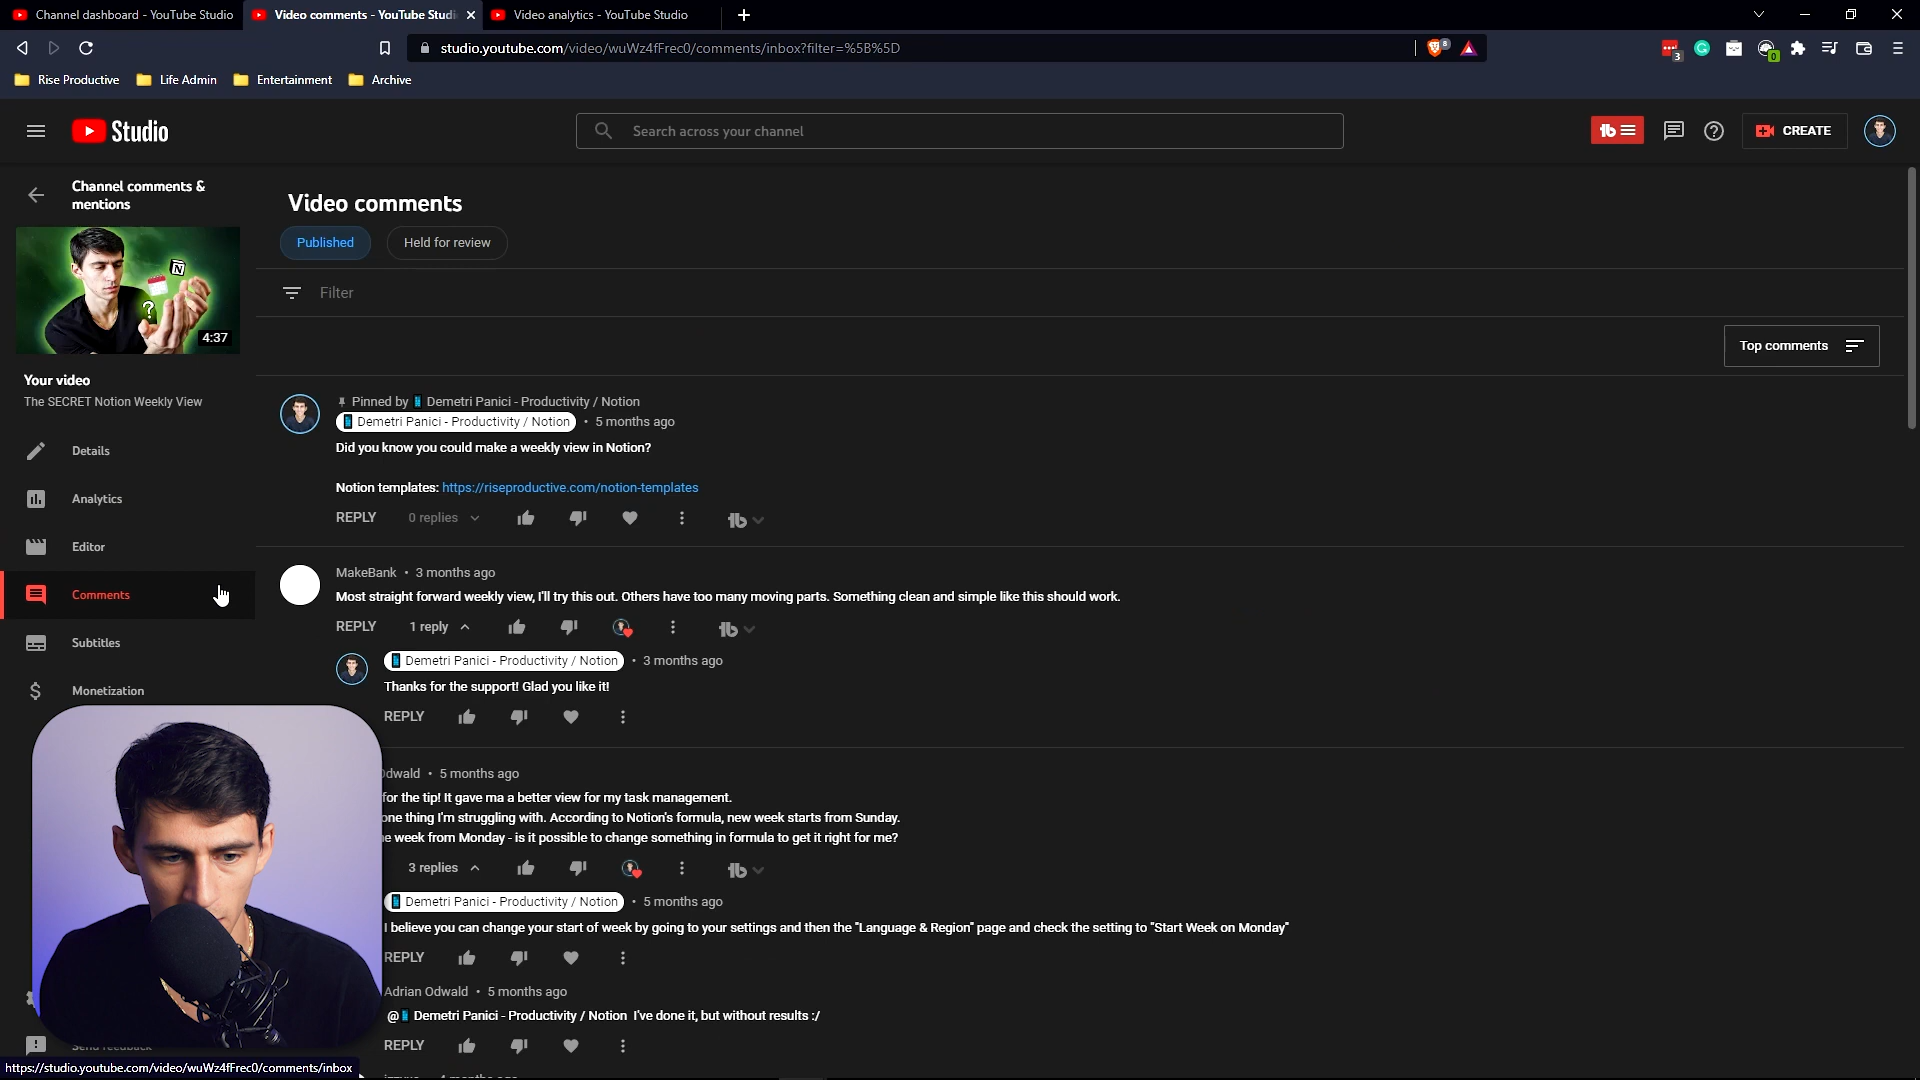 Channel dashboard - YouTube Studio
Video comments - YouTube Studi
Video analytics - YouTube Studio
studio.youtube.com/video/wuWz4fFrec0/comments/inbox?filter=%5B%5D
8
3
0
Rise Productive
Life Admin
Entertainment
Archive
Studio
Search across your channel
CREATE
Channel comments &
mentions
4:37
Your video
The SECRET Notion Weekly View
Details
Analytics
Editor
Comments
Subtitles
Monetization
Video comments
Published
Held for review
Filter
Top comments
Pinned by Demetri Panici - Productivity / Notion
Demetri Panici - Productivity / Notion • 5 months ago
Did you know you could make a weekly view in Notion?
Notion templates: https://riseproductive.com/notion-templates
REPLY 0 replies
MakeBank • 3 months ago
Most straight forward weekly view, I'll try this out. Others have too many moving parts. Something clean and simple like this should work.
REPLY 1 reply
Demetri Panici - Productivity / Notion • 3 months ago
Thanks for the support! Glad you like it!
REPLY
dwald • 5 months ago
for the tip! It gave ma a better view for my task management.
one thing I'm struggling with. According to Notion's formula, new week starts from Sunday.
e week from Monday - is it possible to change something in formula to get it right for me?
3 replies
Demetri Panici - Productivity / Notion • 5 months ago
I believe you can change your start of week by going to your settings and then the "Language & Region" page and check the setting to "Start Week on Monday"
REPLY
Adrian Odwald • 5 months ago
@ Demetri Panici - Productivity / Notion I've done it, but without results :/
REPLY
Send feedback
https://studio.youtube.com/video/wuWz4fFrec0/comments/inbox